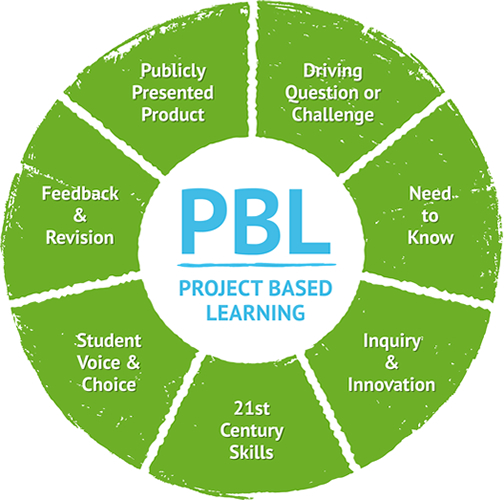 PBL
PROJECT BASED
LEARNING
Driving
Question or
Challenge
Need
to
Know
Inquiry
&
Innovation
21st
Century
Skills
Student
Voice &
Choice
Feedback
&
Revision
Publicly
Presented
Product